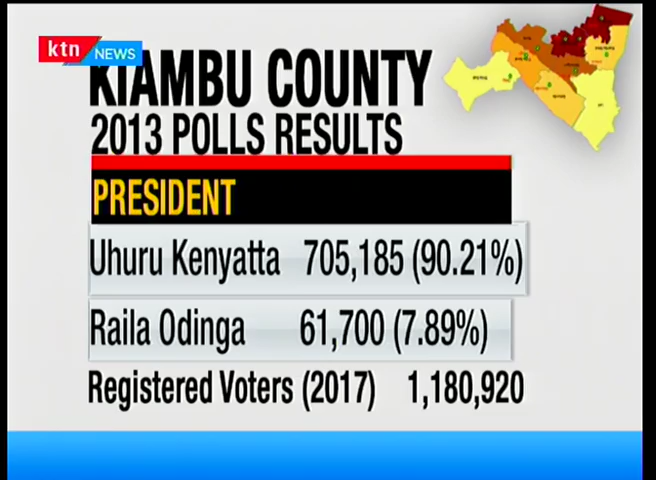 ktn NEWS
KIAMBU COUNTY
2013 POLLS RESULTS
PRESIDENT
Uhuru Kenyatta 705,185 (90.21%)
Raila Odinga 61,700 (7.89%)
Registered Voters (2017) 1,180,920